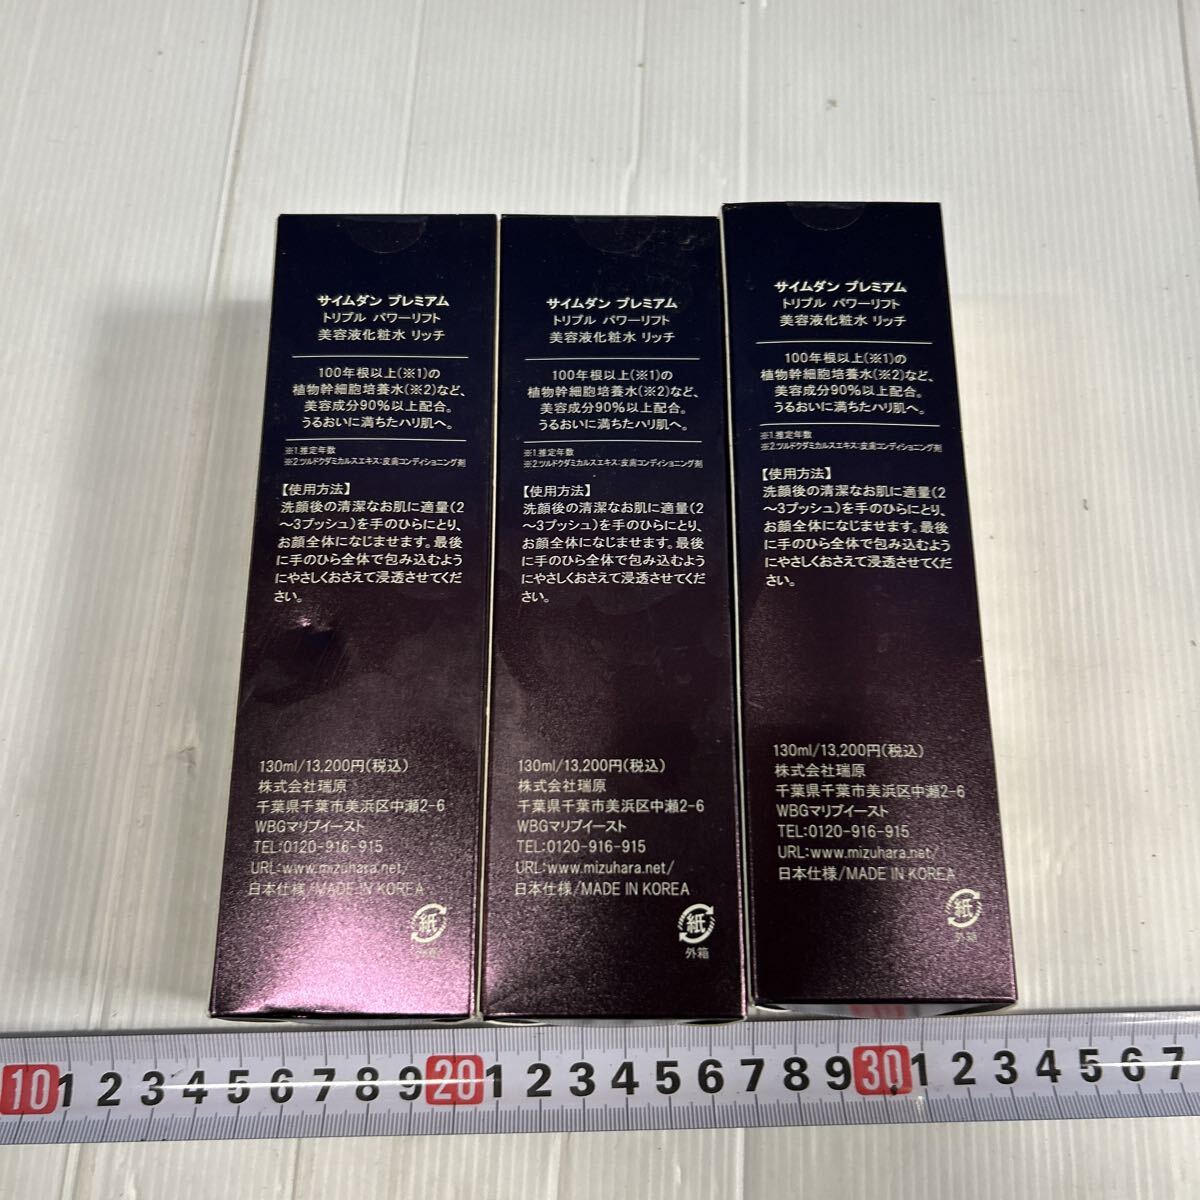 サイムダン プレミアム
トリプル パワーリフト
美容液化粧水 リッチ
100年根以上(※1)の
植物幹細胞培養水(※2)など、
美容成分90%以上配合。
うるおいに満ちたハリ肌へ。
※1.推定年数
※2.ツルドクダミカルスエキス:皮膚コンディショニング剤
【使用方法】
洗顔後の清潔なお肌に適量(2
～3プッシュ)を手のひらにとり、
お顔全体になじませます。最後
に手のひら全体で包み込むよう
にやさしくおさえて浸透させてくだ
さい。
130ml/13,200円(税込)
株式会社瑞原
千葉県千葉市美浜区中瀬2-6
WBGマリブイースト
TEL:0120-916-915
URL:www.mizuhara.net/
日本仕様/MADE IN KOREA
紙
外箱
サイムダン プレミアム
トリプル パワーリフト
美容液化粧水 リッチ
100年根以上(※1)の
植物幹細胞培養水(※2)など、
美容成分90%以上配合。
うるおいに満ちたハリ肌へ。
※1.推定年数
※2.ツルドクダミカルスエキス:皮膚コンディショニング剤
【使用方法】
洗顔後の清潔なお肌に適量(2
～3プッシュ)を手のひらにとり、
お顔全体になじませます。最後
に手のひら全体で包み込むよう
にやさしくおさえて浸透させてくだ
さい。
130ml/13,200円(税込)
株式会社瑞原
千葉県千葉市美浜区中瀬2-6
WBGマリブイースト
TEL:0120-916-915
URL:www.mizuhara.net/
日本仕様/MADE IN KOREA
紙
外箱
サイムダン プレミアム
トリプル パワーリフト
美容液化粧水 リッチ
100年根以上(※1)の
植物幹細胞培養水(※2)など、
美容成分90%以上配合。
うるおいに満ちたハリ肌へ。
※1.推定年数
※2.ツルドクダミカルスエキス:皮膚コンディショニング剤
【使用方法】
洗顔後の清潔なお肌に適量(2
～3プッシュ)を手のひらにとり、
お顔全体になじませます。最後
に手のひら全体で包み込むよう
にやさしくおさえて浸透させてくだ
さい。
130ml/13,200円(税込)
株式会社瑞原
千葉県千葉市美浜区中瀬2-6
WBGマリブイースト
TEL:0120-916-915
URL:www.mizuhara.net/
日本仕様/MADE IN KOREA
紙
外箱
10 1 2 3 4 5 6 7 8 9 20 1 2 3 4 5 6 7 8 9 30 1 2 3 4 5 6 7